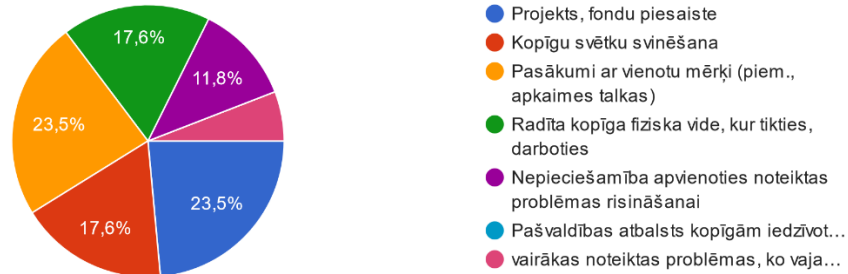 17,6%
11,8%
23,5%
17,6%
23,5%
Projekts, fondu piesaiste
Kopīgu svētku svinēšana
Pasākumi ar vienotu mērķi (piem.,
apkaimes talkas)
Radīta kopīga fiziska vide, kur tikties,
darboties
Nepieciešamība apvienoties noteiktas
problēmas risināšanai
Pašvaldības atbalsts kopīgām iedzīvot…
vairākas noteiktas problēmas, ko vaja…